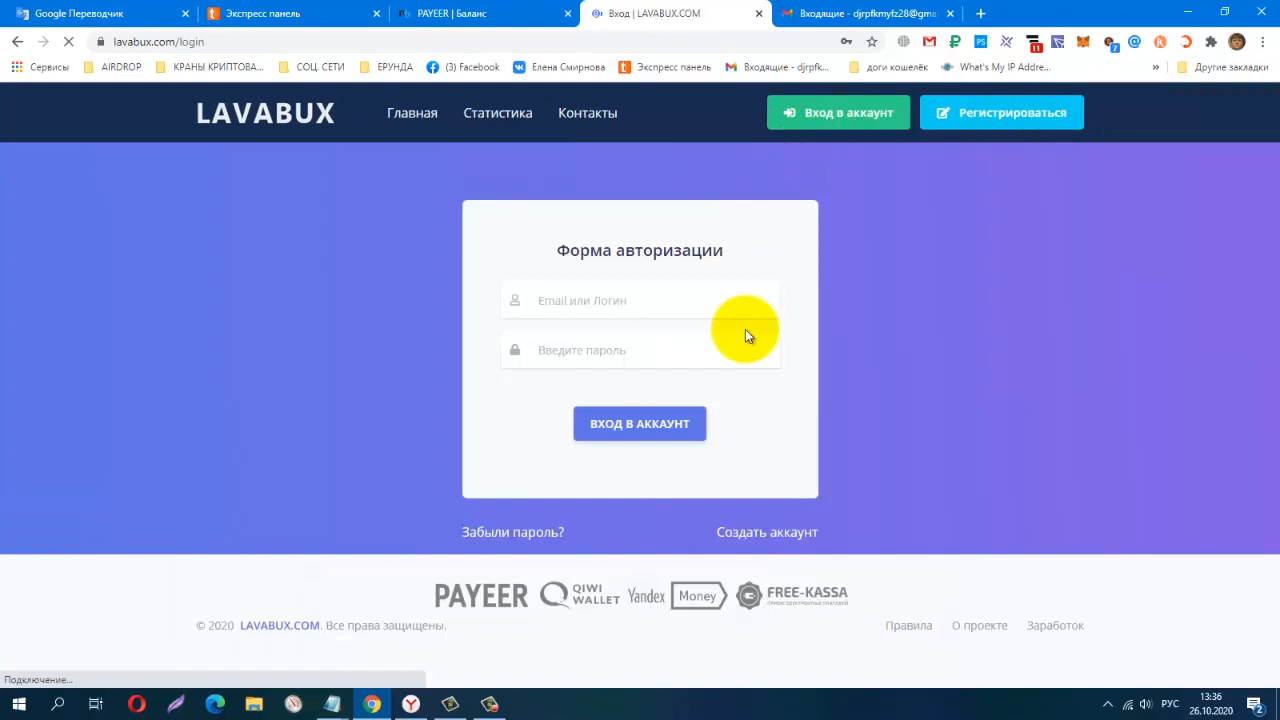 Google Переводчик
Экспресс панель
PAYEER | Баланс
Вход | LAVABUX.COM
Входящие - djrpfkmyfz28@gma
lavabux.com/login
11
7
Сервисы
AIRDROP
КРАНЫ КРИПТОВА...
СОЦ. СЕТИ
ЕРУНДА
(3) Facebook
Елена Смирнова
Экспресс панель
Входящие - djrpfk...
доги кошелёк
What's My IP Addre...
»
Другие закладки
LAVABUX
Главная
Статистика
Контакты
Вход в аккаунт
Регистрироваться
Форма авторизации
Email или Логин
Введите пароль
ВХОД В АККАУНТ
Забыли пароль?
Создать аккаунт
PAYEER
QIWI
WALLET
Yandex
Money
FREE-KASSA
© 2020 LAVABUX.COM. Все права защищены.
Правила
О проекте
Заработок
Подключение...
РУС
13:36
26.10.2020
2